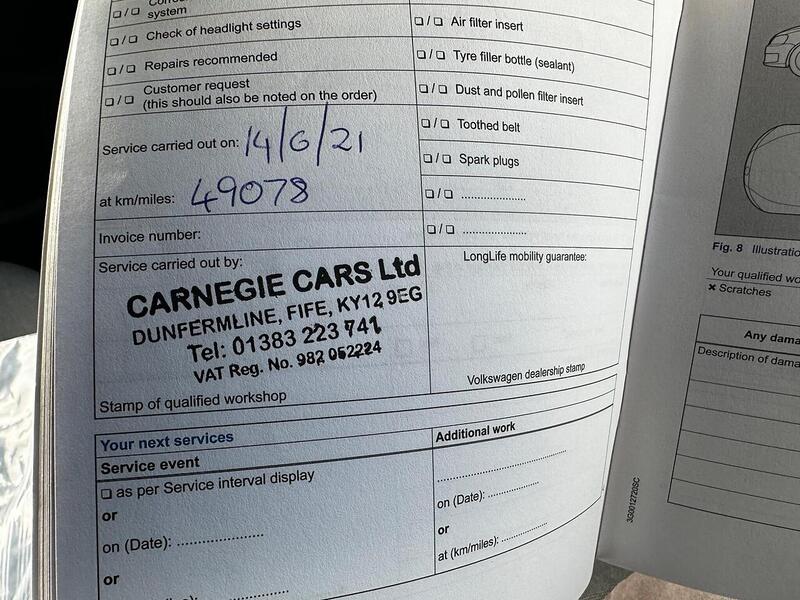 ❏ / ❏
system
❏ / ❏ Check of headlight settings
❏ / ❏ Repairs recommended
❏ / ❏ Customer request
(this should also be noted on the order)
Service carried out on: 14/6/21
at km/miles: 49078
Invoice number:
Service carried out by:
CARNEGIE CARS Ltd
DUNFERMLINE, FIFE, KY12 9EG
Tel: 01383 223 741
VAT Reg. No. 982 052224
Stamp of qualified workshop
❏ / ❏ Air filter insert
❏ / ❏ Tyre filler bottle (sealant)
❏ / ❏ Dust and pollen filter insert
❏ / ❏ Toothed belt
❏ / ❏ Spark plugs
❏ / ❏ ......................
❏ / ❏ ......................
LongLife mobility guarantee:
Volkswagen dealership stamp
Your next services
Service event
❏ as per Service interval display
or
on (Date): ......................
or
......................
Additional work
................................
on (Date): ................
or
at (km/miles): ................
3G0012720SC
Fig. 8 Illustratio
Your qualified wo
✖ Scratches
Any dama
Description of dama